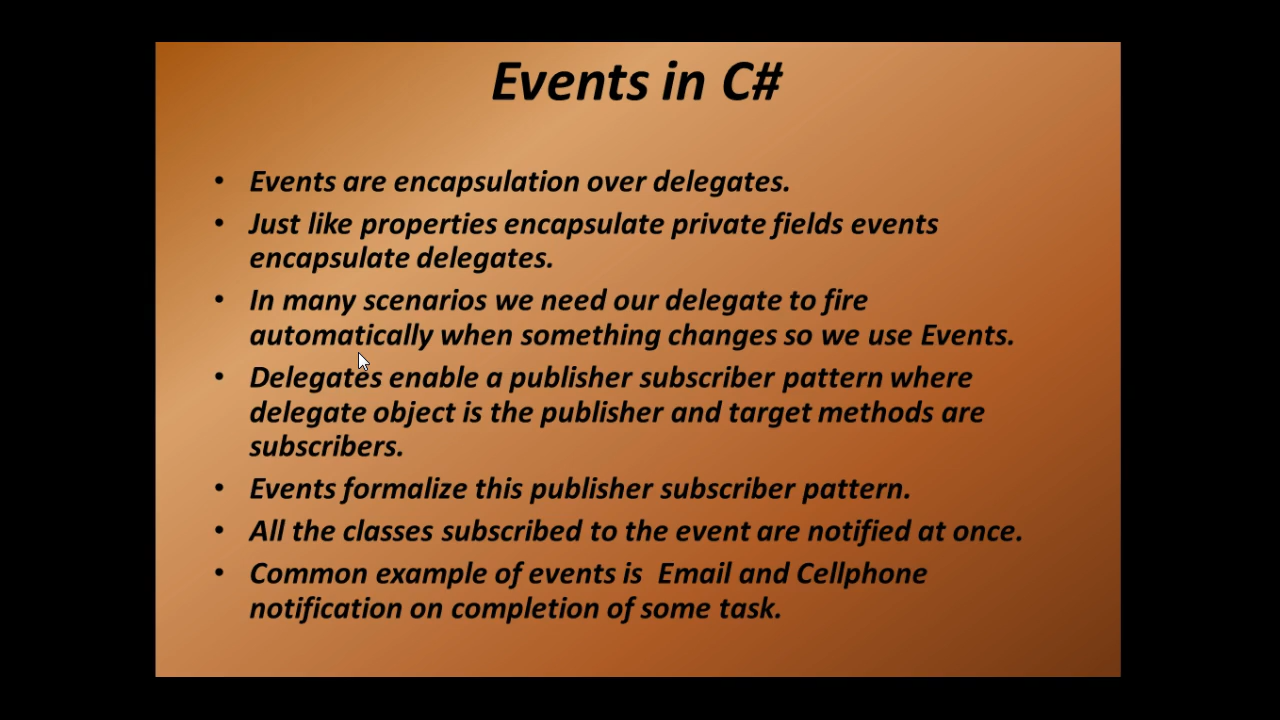 Events in C#
• Events are encapsulation over delegates.
• Just like properties encapsulate private fields events
encapsulate delegates.
• In many scenarios we need our delegate to fire
automatically when something changes so we use Events.
• Delegates enable a publisher subscriber pattern where
delegate object is the publisher and target methods are
subscribers.
• Events formalize this publisher subscriber pattern.
• All the classes subscribed to the event are notified at once.
• Common example of events is  Email and Cellphone
notification on completion of some task.